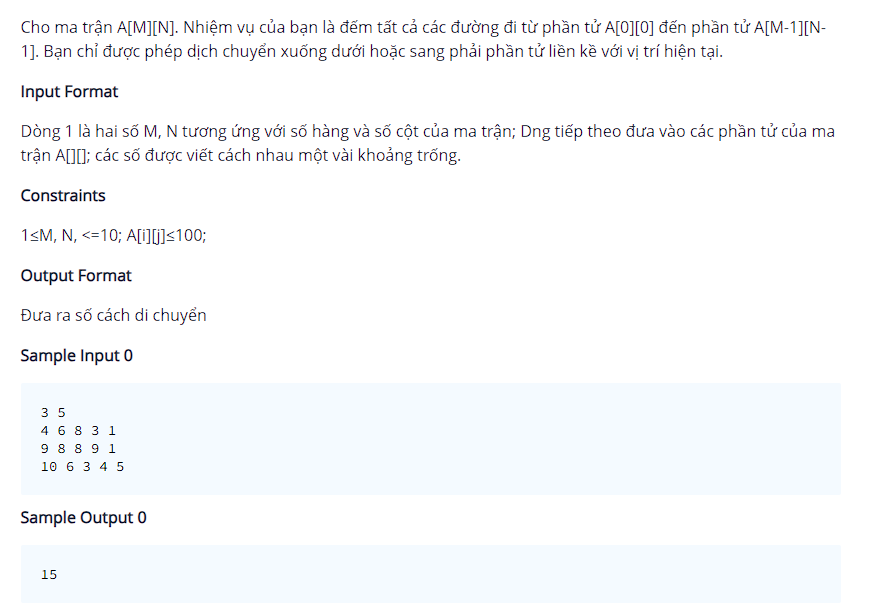 Cho ma trận A[M][N]. Nhiệm vụ của bạn là đếm tất cả các đường đi từ phần tử A[0][0] đến phần tử A[M-1][N-
1]. Bạn chỉ được phép dịch chuyển xuống dưới hoặc sang phải phần tử liền kề với vị trí hiện tại.
Input Format
Dòng 1 là hai số M, N tương ứng với số hàng và số cột của ma trận; Dng tiếp theo đưa vào các phần tử của ma
trận A[][]; các số được viết cách nhau một vài khoảng trống.
Constraints
1≤M, N, <=10; A[i][j]≤100;
Output Format
Đưa ra số cách di chuyển
Sample Input 0
3 5
4 6 8 3 1
9 8 8 9 1
10 6 3 4 5
Sample Output 0
15